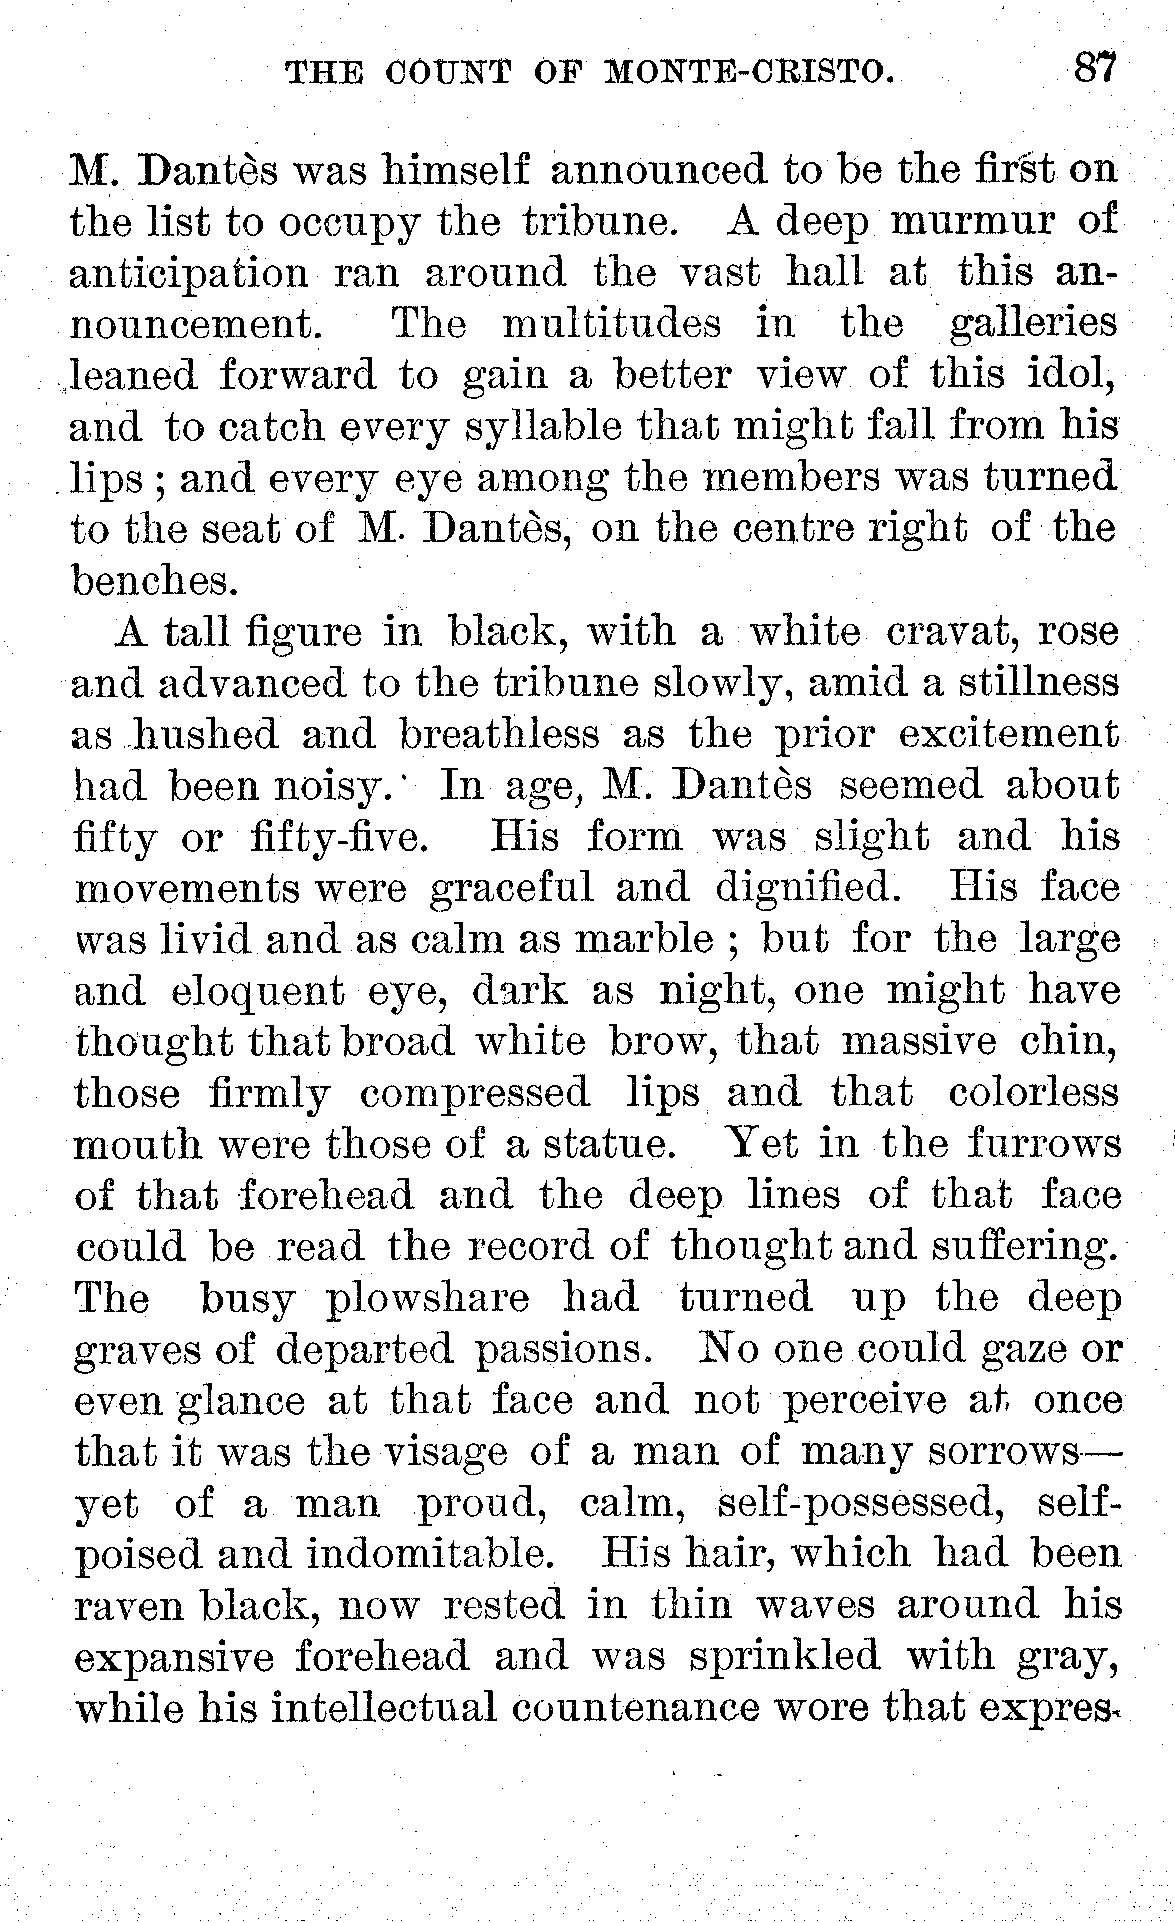 THE COUNT OF MONTE-CRISTO. 87
M. Dantès was himself announced to be the first on
the list to occupy the tribune. A deep murmur of
anticipation ran around the vast hall at this an-
nouncement. The multitudes in the galleries
leaned forward to gain a better view of this idol,
and to catch every syllable that might fall from his
lips ; and every eye among the members was turned
to the seat of M. Dantès, on the centre right of the
benches.
A tall figure in black, with a white cravat, rose
and advanced to the tribune slowly, amid a stillness
as hushed and breathless as the prior excitement
had been noisy. In age, M. Dantès seemed about
fifty or fifty-five. His form was slight and his
movements were graceful and dignified. His face
was livid and as calm as marble ; but for the large
and eloquent eye, dark as night, one might have
thought that broad white brow, that massive chin,
those firmly compressed lips and that colorless
mouth were those of a statue. Yet in the furrows
of that forehead and the deep lines of that face
could be read the record of thought and suffering.
The busy plowshare had turned up the deep
graves of departed passions. No one could gaze or
even glance at that face and not perceive at once
that it was the visage of a man of many sorrows—
yet of a man proud, calm, self-possessed, self-
poised and indomitable. His hair, which had been
raven black, now rested in thin waves around his
expansive forehead and was sprinkled with gray,
while his intellectual countenance wore that expres-